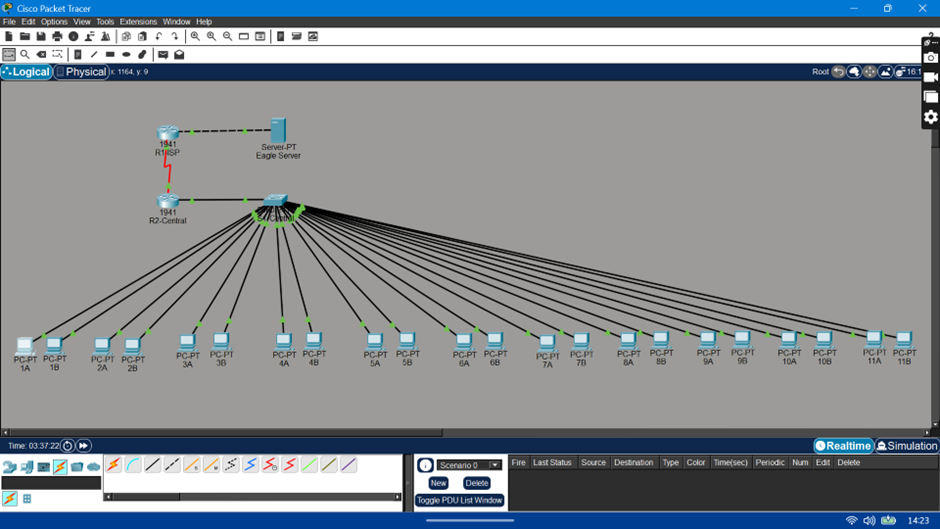 Cisco Packet Tracer
File Edit Options View Tools Extensions Window Help
Logical Physical x: 1164, y: 9
Root 16:1
1941
R1-ISP
Server-PT
Eagle Server
1941
R2-Central
PC-PT
1A
PC-PT
1B
PC-PT
2A
PC-PT
2B
PC-PT
3A
PC-PT
3B
PC-PT
4A
PC-PT
4B
PC-PT
5A
PC-PT
5B
PC-PT
6A
PC-PT
6B
PC-PT
7A
PC-PT
7B
PC-PT
8A
PC-PT
8B
PC-PT
9A
PC-PT
9B
PC-PT
10A
PC-PT
10B
PC-PT
11A
PC-PT
11B
Time: 03:37:22
Realtime Simulation
Scenario 0
New Delete
Toggle PDU List Window
Fire Last Status Source Destination Type Color Time(sec) Periodic Num Edit Delete
14:23